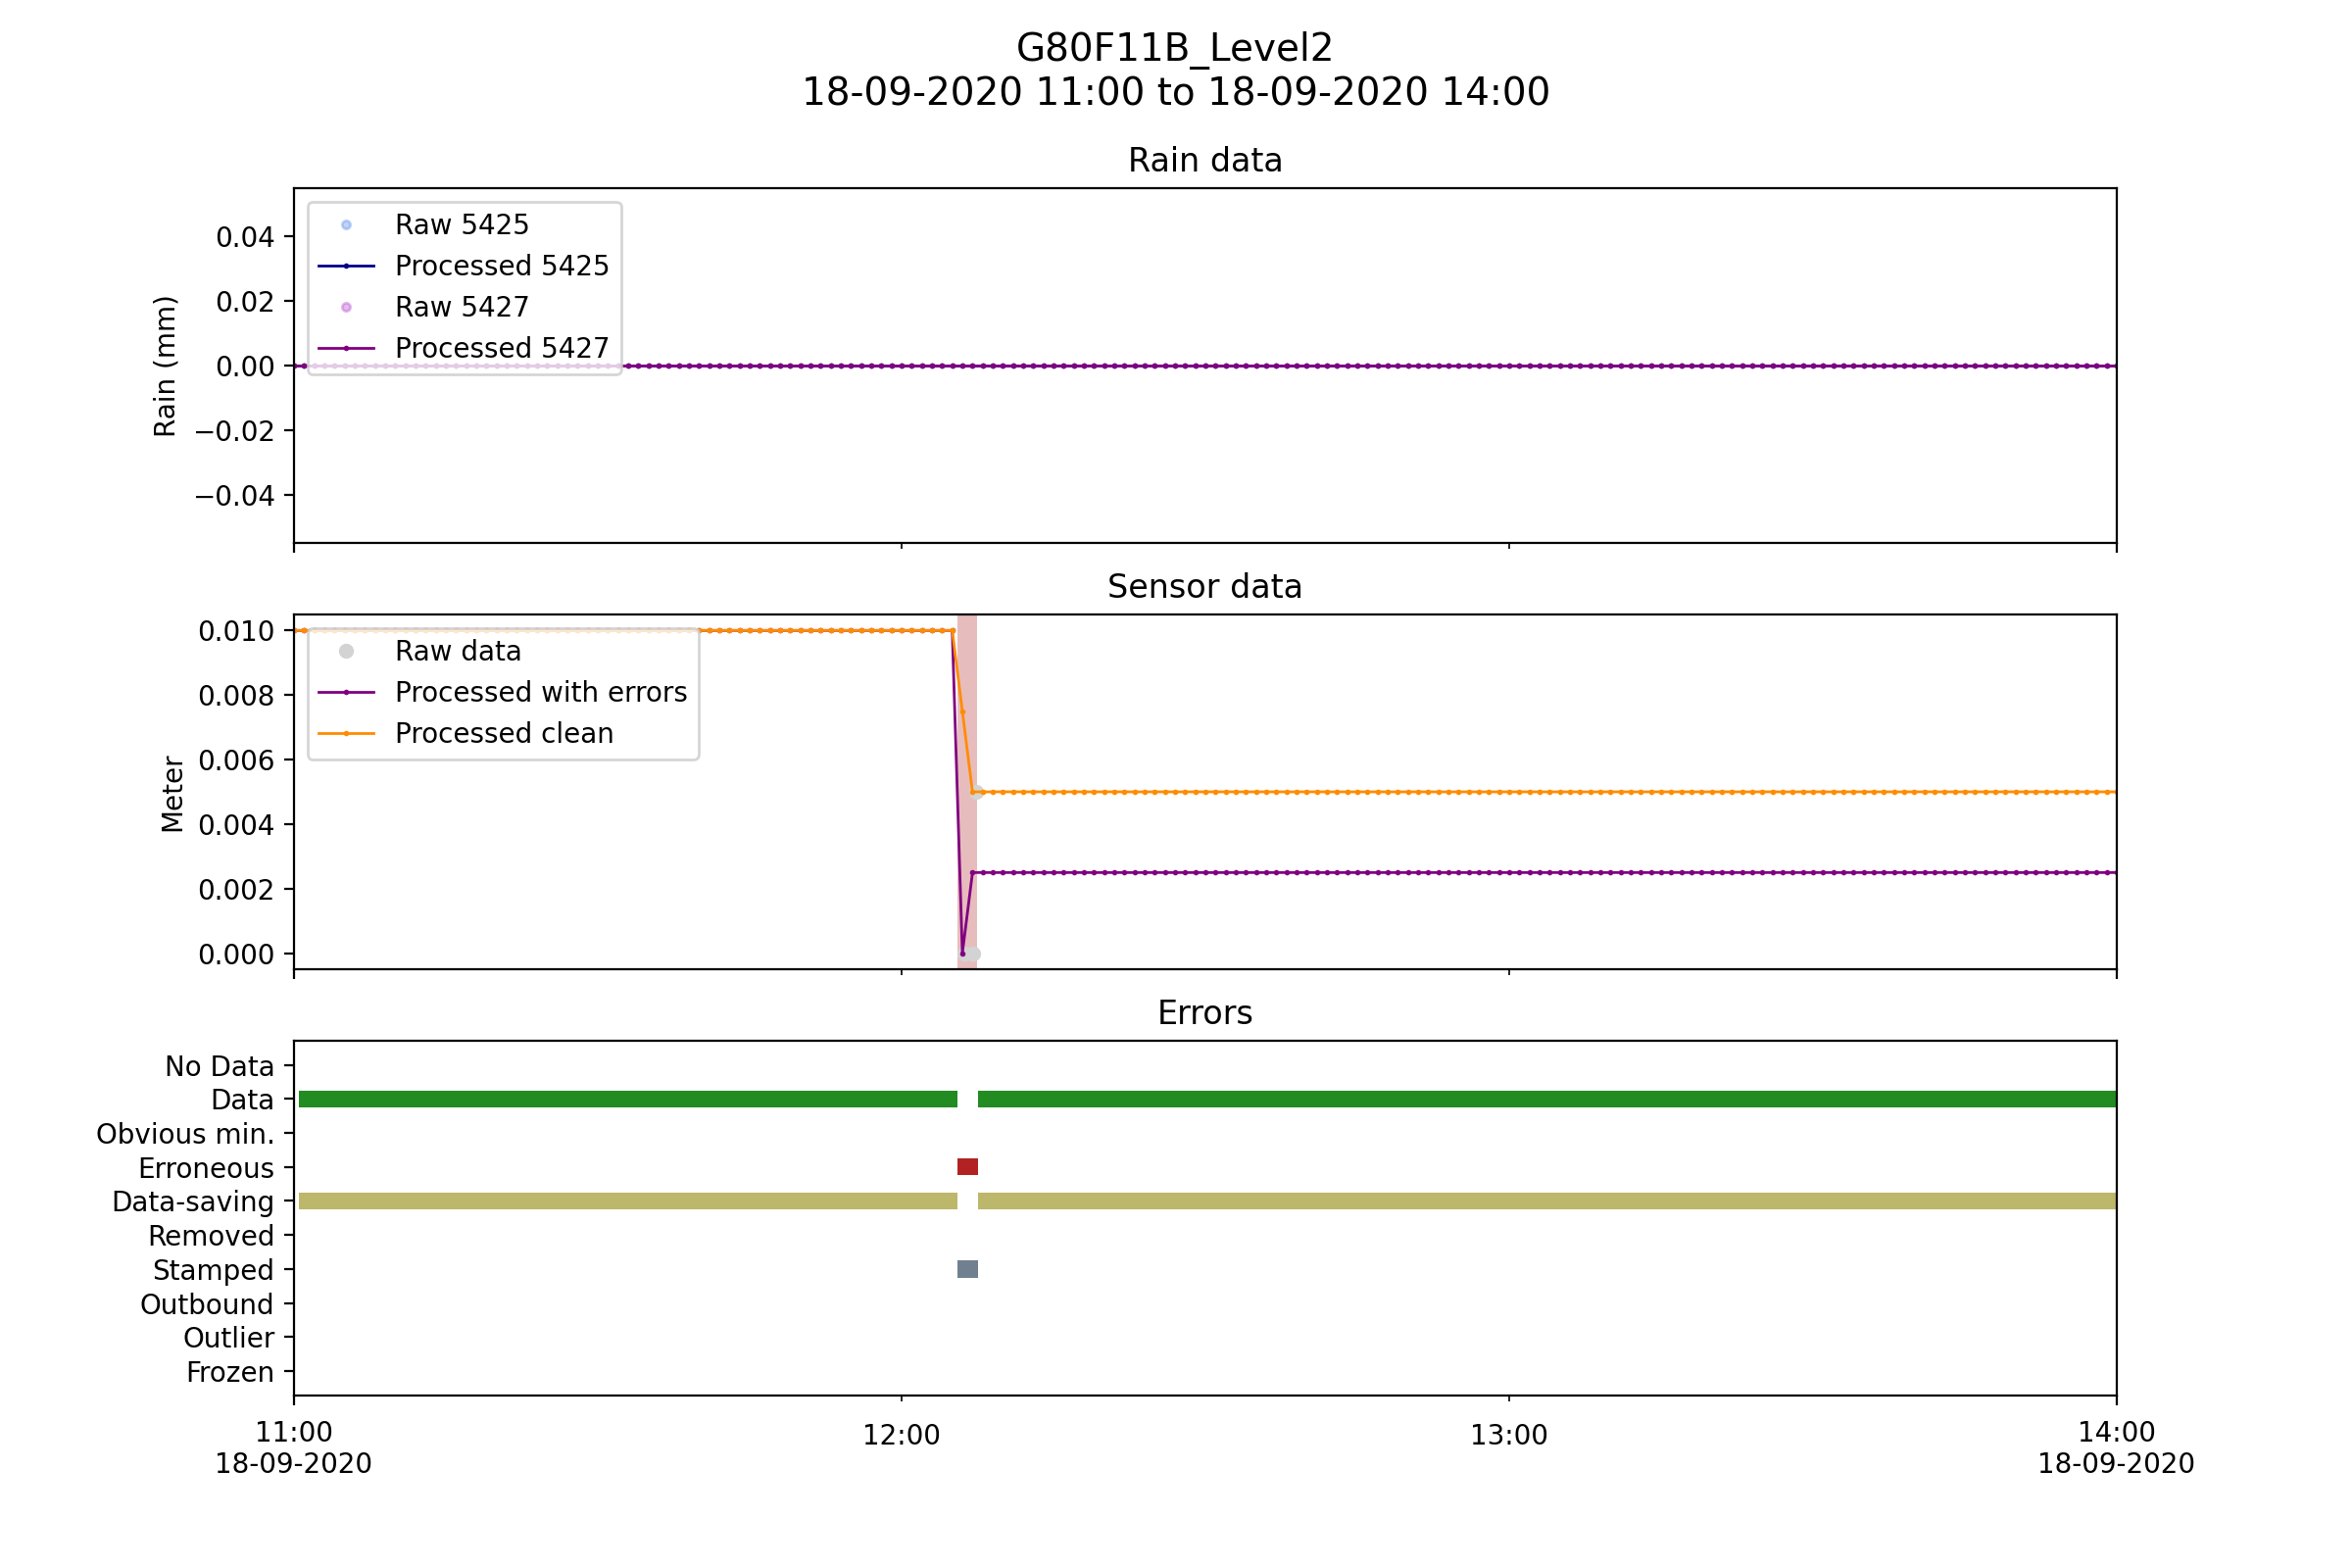 G80F11B_Level2
18-09-2020 11:00 to 18-09-2020 14:00
Rain data
Rain (mm)
0.04
0.02
0.00
−0.02
−0.04
Raw 5425
Processed 5425
Raw 5427
Processed 5427
Sensor data
Meter
0.010
0.008
0.006
0.004
0.002
0.000
Raw data
Processed with errors
Processed clean
Errors
No Data
Data
Obvious min.
Erroneous
Data-saving
Removed
Stamped
Outbound
Outlier
Frozen
11:00
18-09-2020
12:00
13:00
14:00
18-09-2020